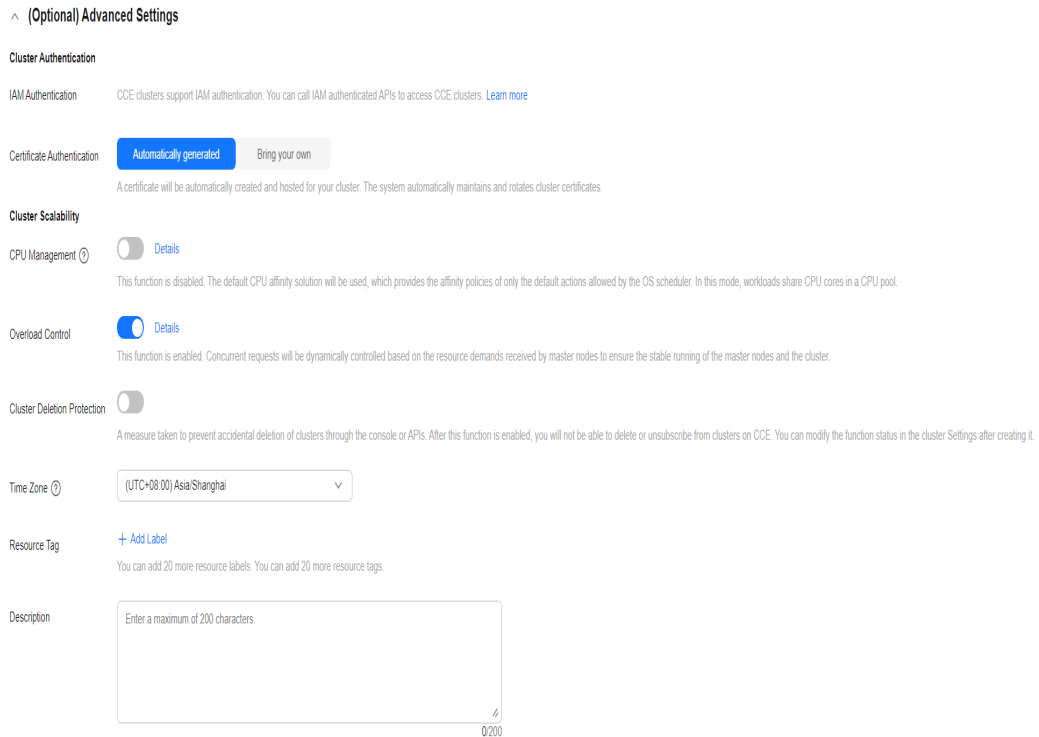 (Optional) Advanced Settings
Cluster Authentication
IAM Authentication CCE clusters support IAM authentication. You can call IAM authenticated APIs to access CCE clusters. Learn more
Certificate Authentication Automatically generated Bring your own
A certificate will be automatically created and hosted for your cluster. The system automatically maintains and rotates cluster certificates.
Cluster Scalability
CPU Management ? Details
This function is disabled. The default CPU affinity solution will be used, which provides the affinity policies of only the default actions allowed by the OS scheduler. In this mode, workloads share CPU cores in a CPU pool.
Overload Control Details
This function is enabled. Concurrent requests will be dynamically controlled based on the resource demands received by master nodes to ensure the stable running of the master nodes and the cluster.
Cluster Deletion Protection
A measure taken to prevent accidental deletion of clusters through the console or APIs. After this function is enabled, you will not be able to delete or unsubscribe from clusters on CCE. You can modify the function status in the cluster Settings after creating it.
Time Zone ? (UTC+08:00) Asia/Shanghai
Resource Tag + Add Label
You can add 20 more resource labels. You can add 20 more resource tags.
Description Enter a maximum of 200 characters.
0/200